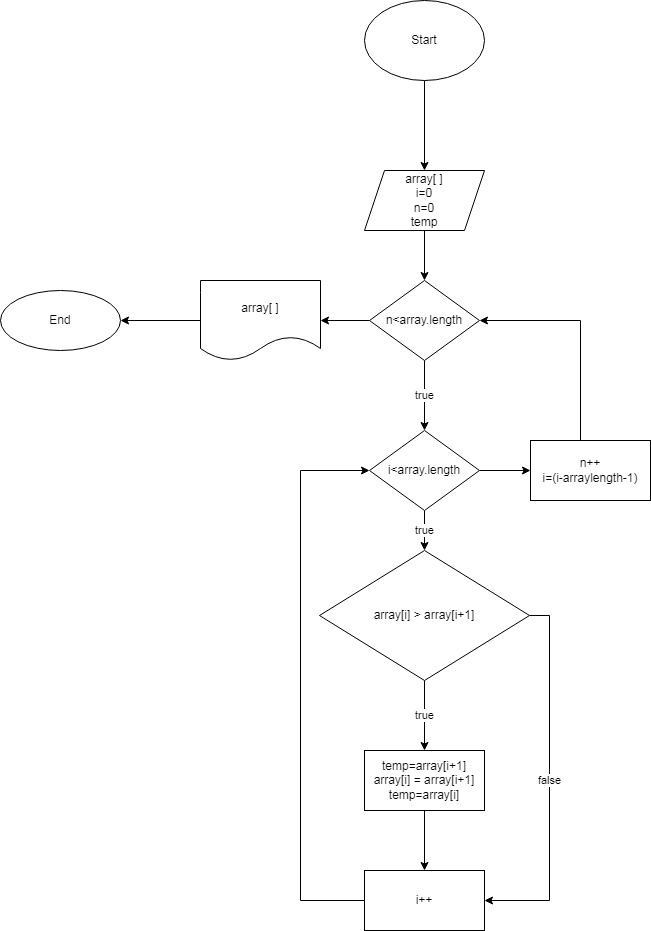 Start
array[ ]
i=0
n=0
temp
n<array.length
array[ ]
End
true
i<array.length
n++
i=(i-arraylength-1)
true
array[i] > array[i+1]
true
temp=array[i+1]
array[i] = array[i+1]
temp=array[i]
false
i++